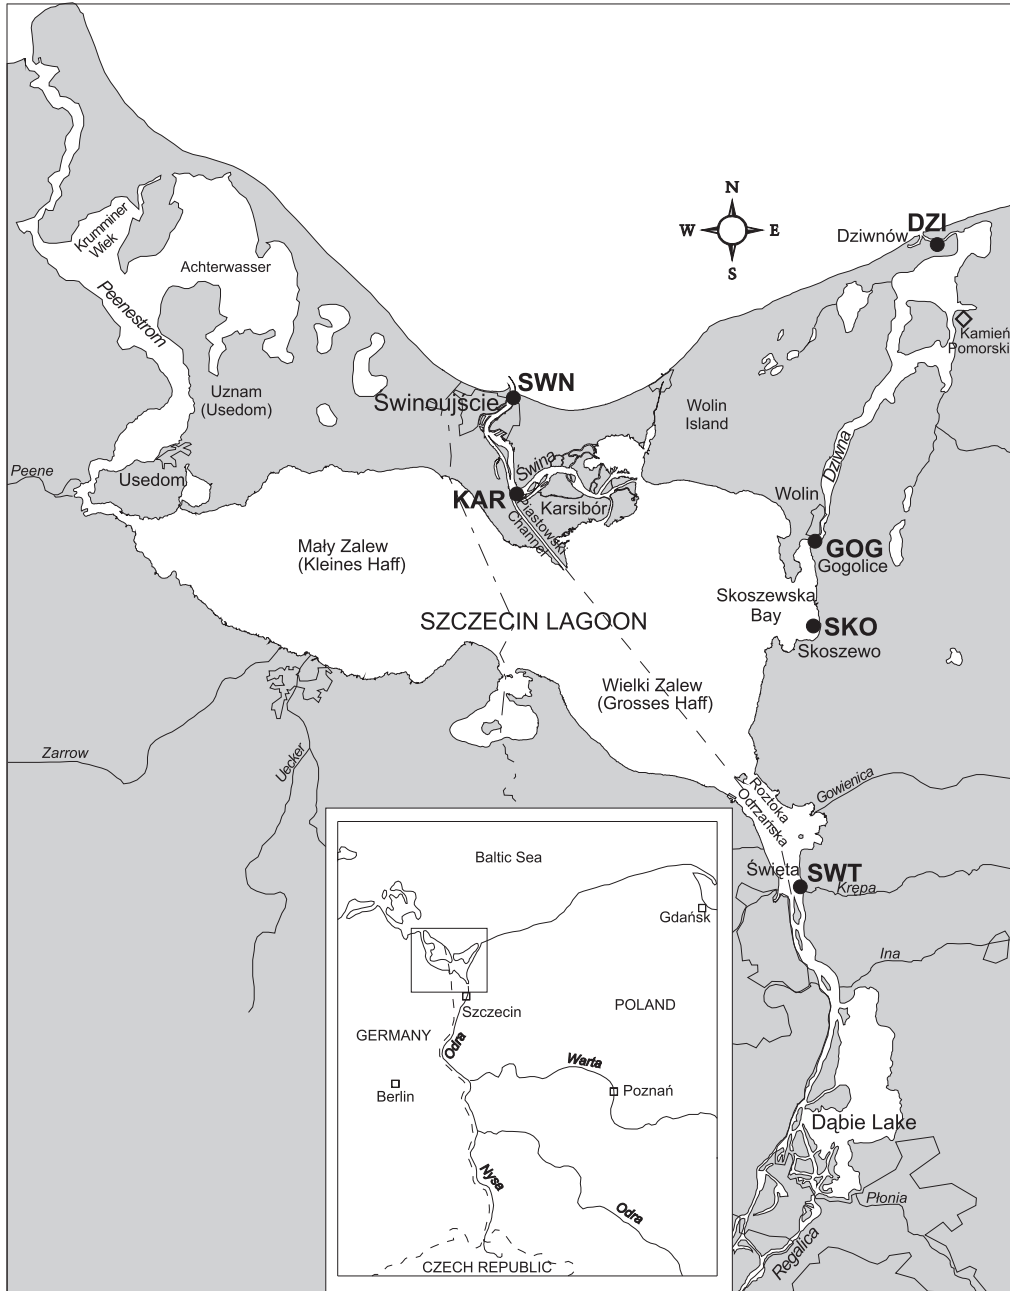 N
W
E
S
DZI
Dziwnów
Krumminer
Wiek
Achterwasser
Peenestrom
Kamień
Pomorski
SWN
Świnoujście
Uznam
(Usedom)
Wolin
Island
Dziwna
Peene
Usedom
Świna
KAR
Karsibór
Piastowski
Channel
Wolin
GOG
Gogolice
Mały Zalew
(Kleines Haff)
Skoszewska
Bay
SZCZECIN LAGOON
SKO
Skoszewo
Wielki Zalew
(Grosses Haff)
Zarrow
Uecker
Roztoka
Odrzańska
Gowienica
Święta
SWT
Krępa
Ina
Dąbie Lake
Płonia
Regalica
Baltic Sea
Gdańsk
Szczecin
POLAND
GERMANY
Odra
Warta
Berlin
Poznań
Nysa
Odra
CZECH REPUBLIC